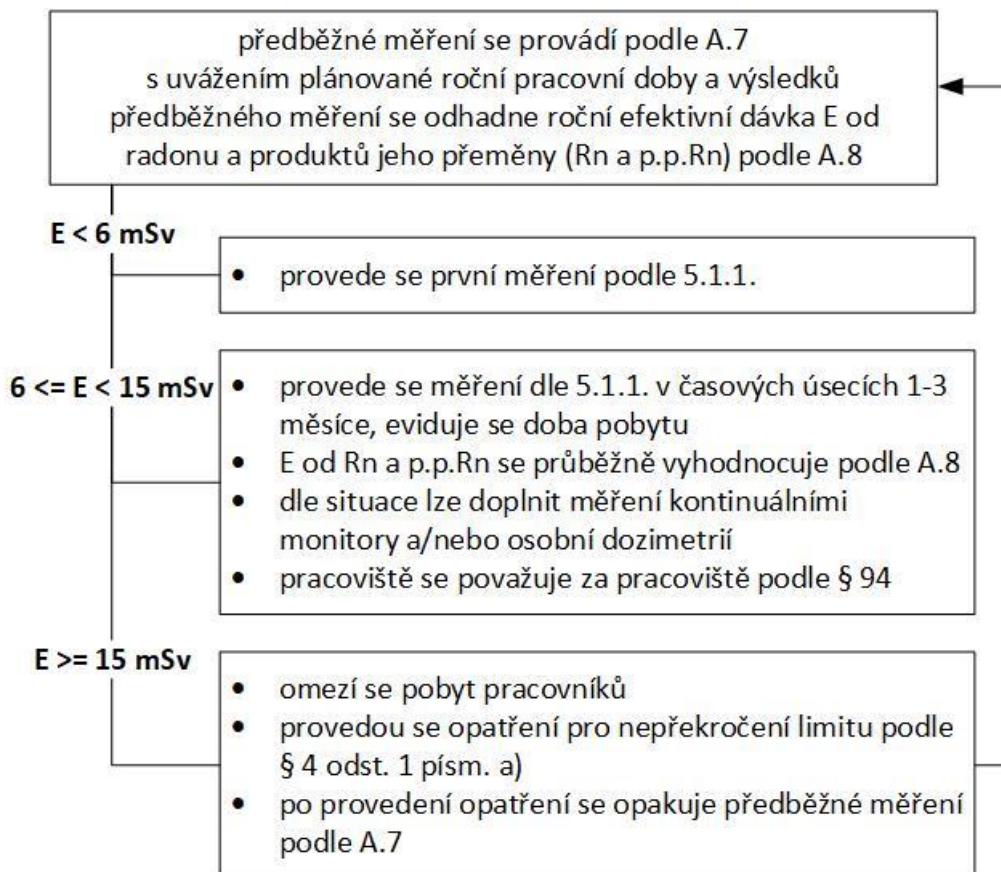 předběžné měření se provádí podle A.7
s uvážením plánované roční pracovní doby a výsledků
předběžného měření se odhadne roční efektivní dávka E od
radonu a produktů jeho přeměny (Rn a p.p.Rn) podle A.8
E < 6 mSv
• provede se první měření podle 5.1.1.
6 <= E < 15 mSv
• provede se měření dle 5.1.1. v časových úsecích 1-3
měsíce, eviduje se doba pobytu
• E od Rn a p.p.Rn se průběžně vyhodnocuje podle A.8
• dle situace lze doplnit měření kontinuálními
monitory a/nebo osobní dozimetrií
• pracoviště se považuje za pracoviště podle § 94
E >= 15 mSv
• omezí se pobyt pracovníků
• provedou se opatření pro nepřekročení limitu podle
§ 4 odst. 1 písm. a)
• po provedení opatření se opakuje předběžné měření
podle A.7